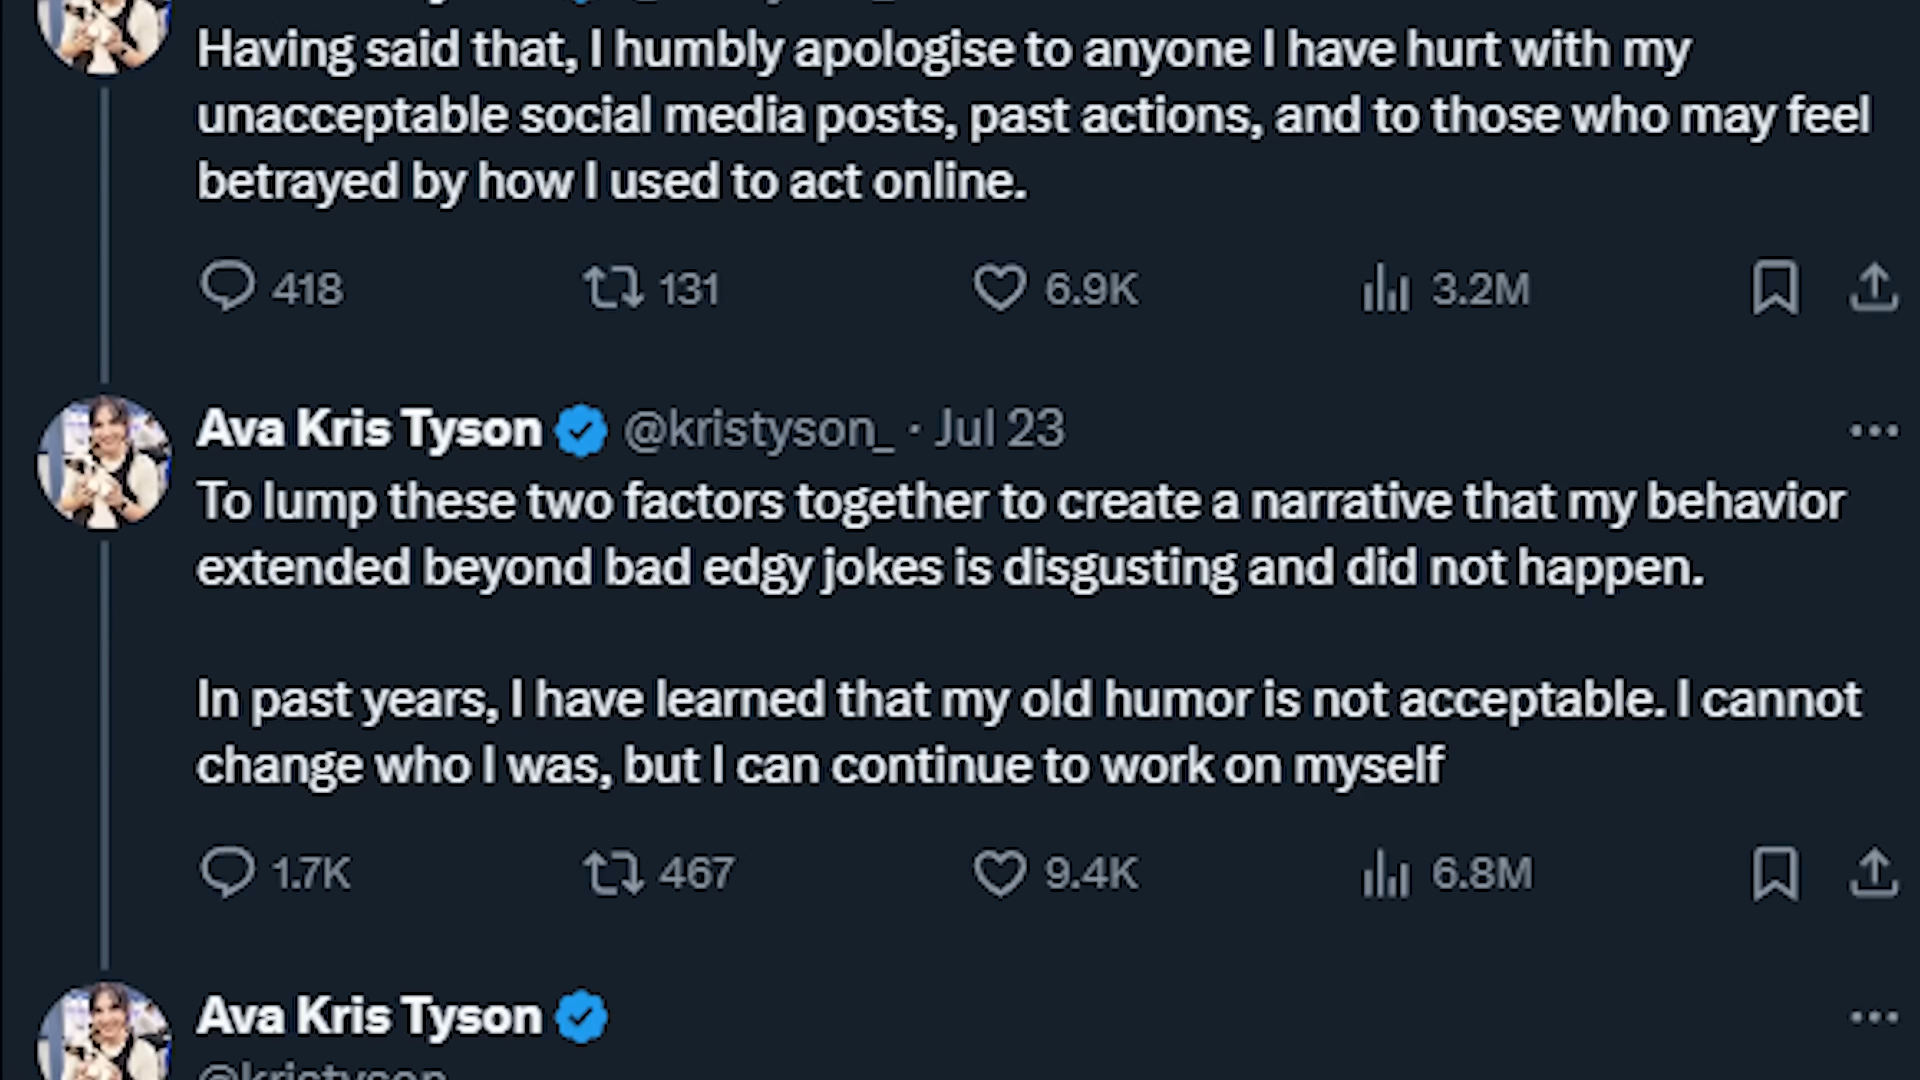 Having said that, I humbly apologise to anyone I have hurt with my
unacceptable social media posts, past actions, and to those who may feel
betrayed by how I used to act online.
418 131 6.9K 3.2M
Ava Kris Tyson @kristyson_ · Jul 23
To lump these two factors together to create a narrative that my behavior
extended beyond bad edgy jokes is disgusting and did not happen.
In past years, I have learned that my old humor is not acceptable. I cannot
change who I was, but I can continue to work on myself
1.7K 467 9.4K 6.8M
Ava Kris Tyson